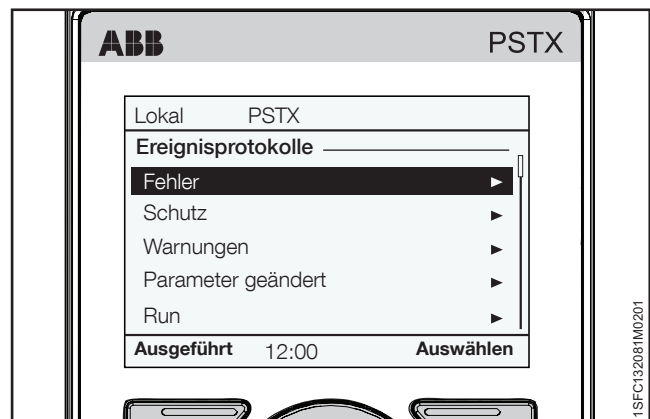 ABB PSTX
Lokal PSTX
Ereignisprotokolle
Fehler
Schutz
Warnungen
Parameter geändert
Run
Ausgeführt 12:00 Auswählen
1SFC132081M0201